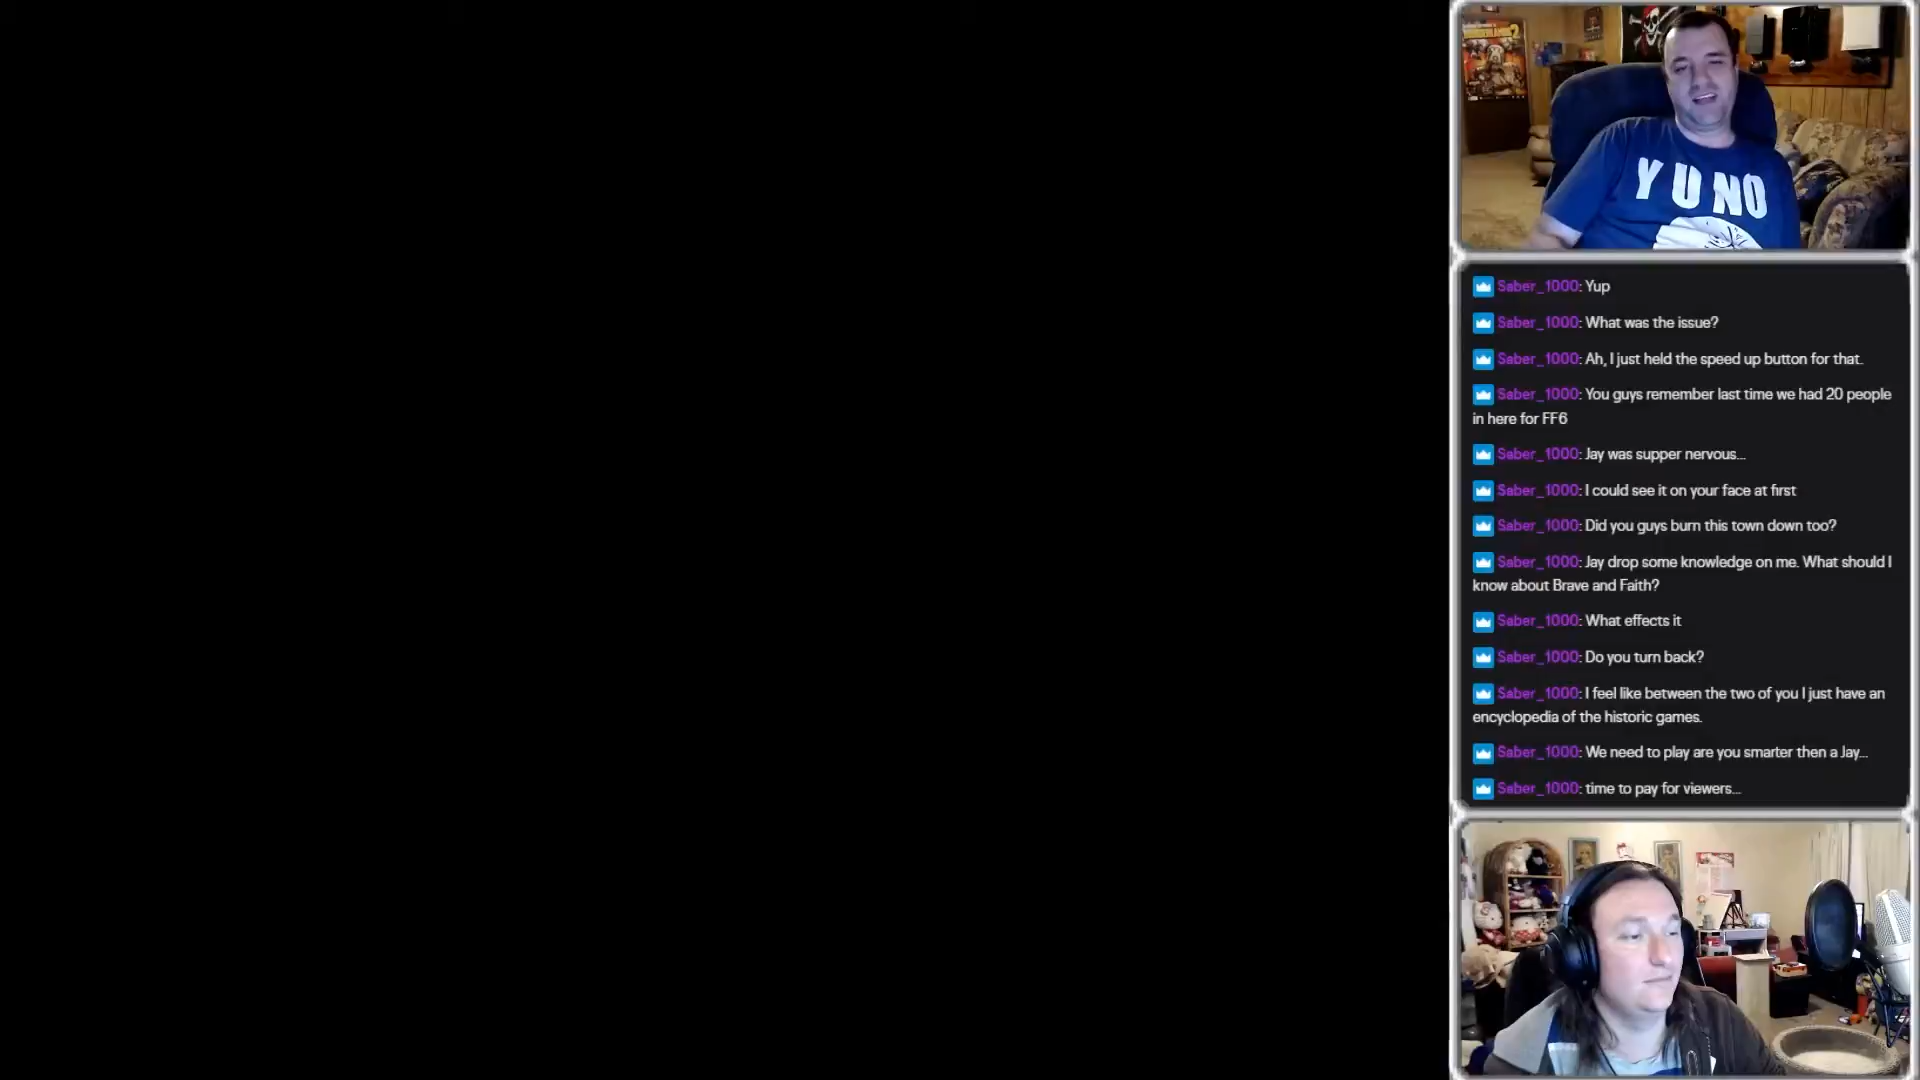 Y U NO
Saber_1000: Yup
Saber_1000: What was the issue?
Saber_1000: Ah, I just held the speed up button for that.
Saber_1000: You guys remember last time we had 20 people
in here for FF6
Saber_1000: Jay was supper nervous...
Saber_1000: I could see it on your face at first
Saber_1000: Did you guys burn this town down too?
Saber_1000: Jay drop some knowledge on me. What should I
know about Brave and Faith?
Saber_1000: What effects it
Saber_1000: Do you turn back?
Saber_1000: I feel like between the two of you I just have an
encyclopedia of the historic games.
Saber_1000: We need to play are you smarter then a Jay...
Saber_1000: time to pay for viewers...